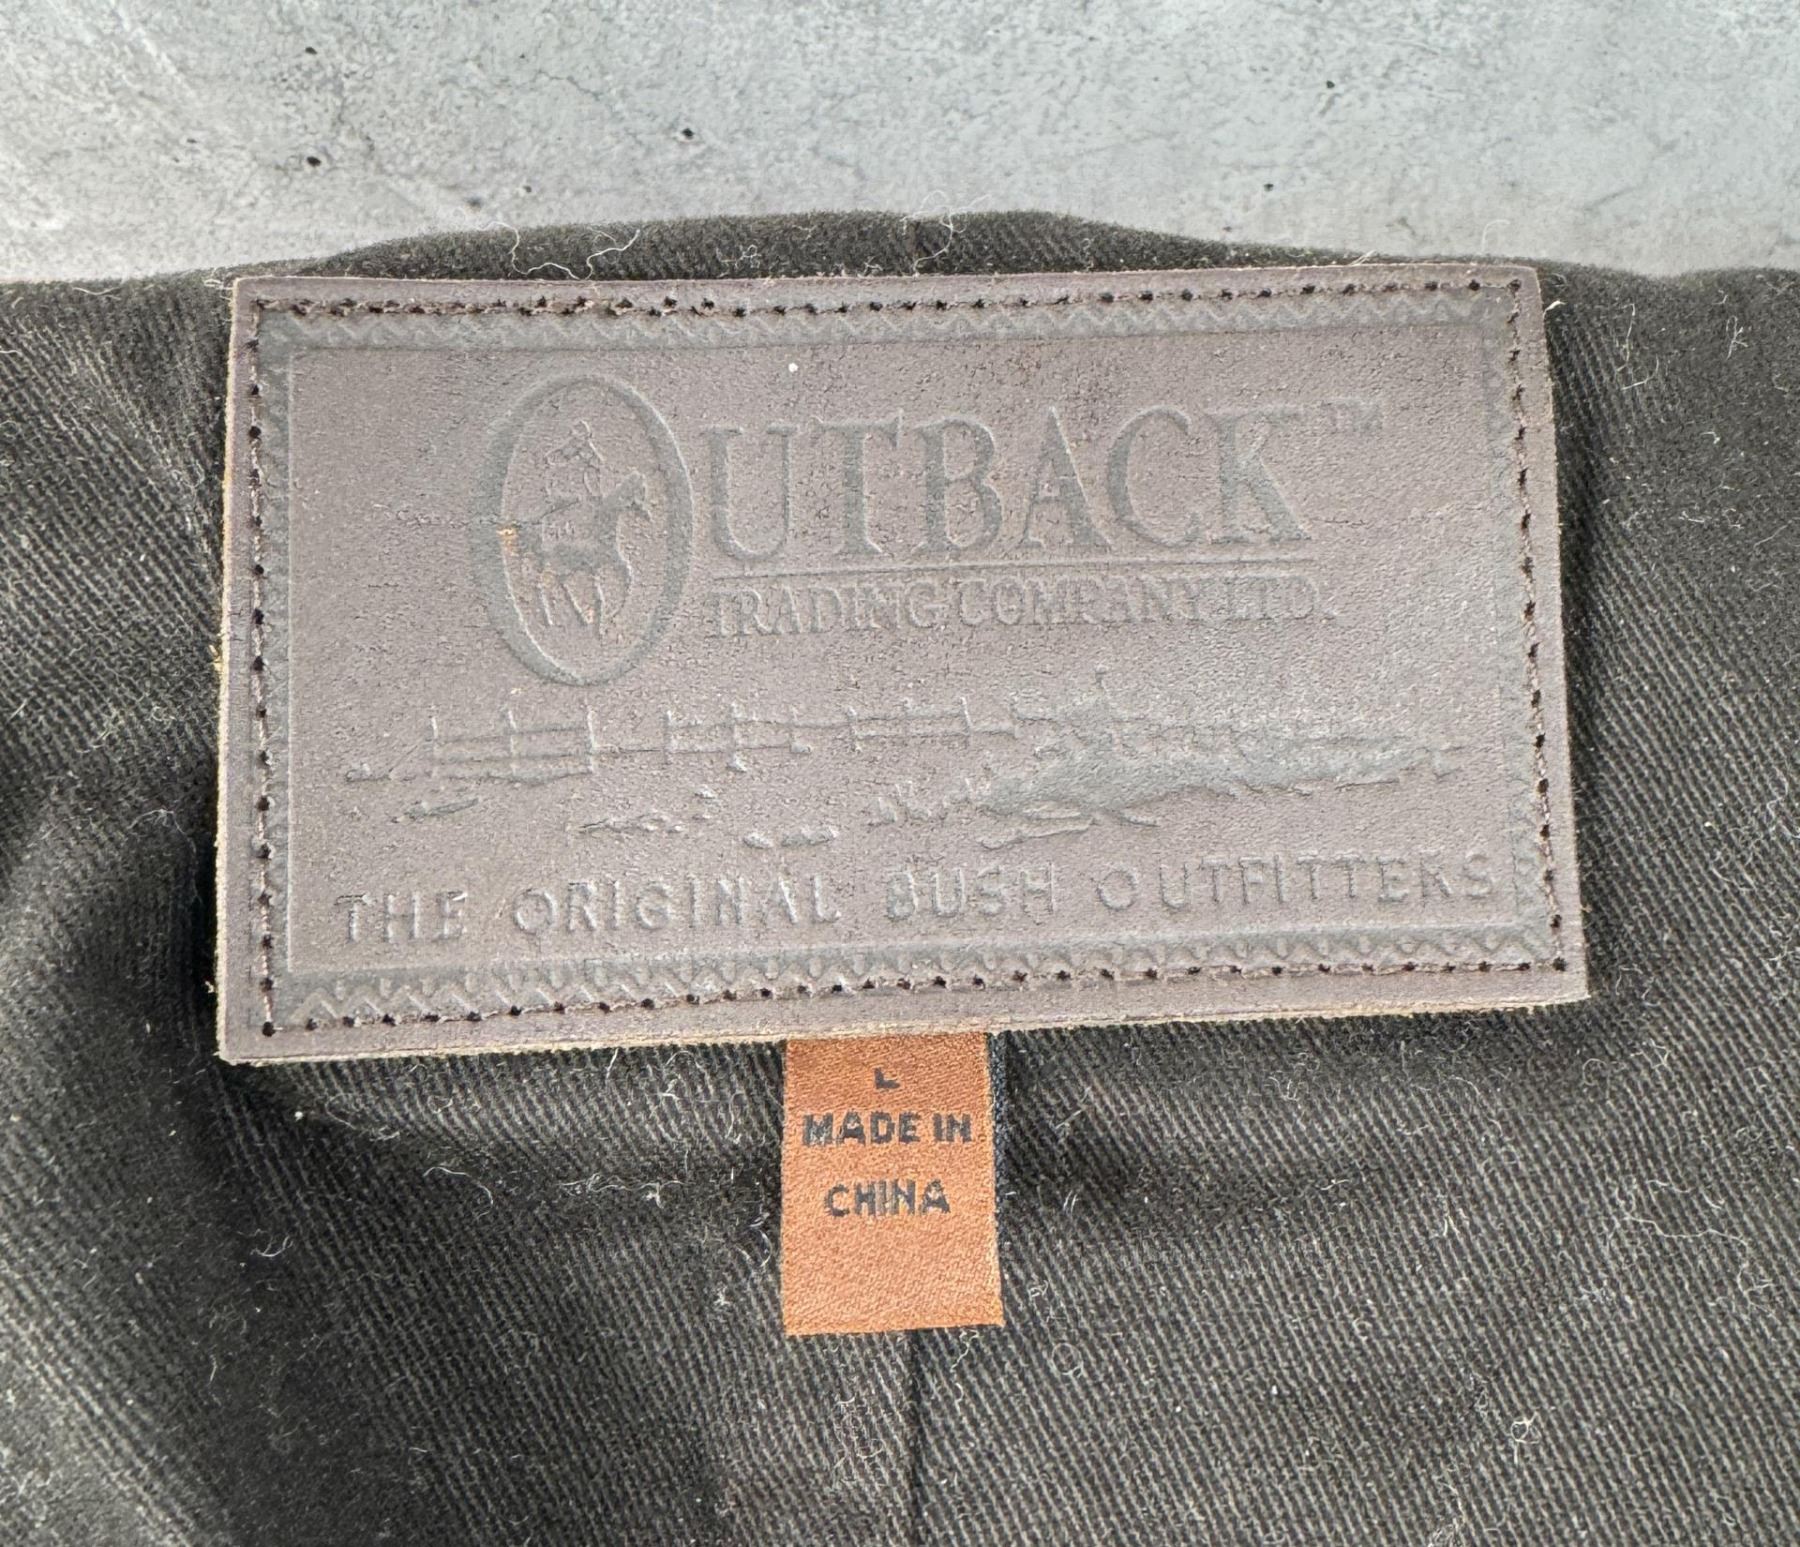 OUTBACK™
TRADING COMPANY LTD.
THE ORIGINAL BUSH OUTFITTERS
L
MADE IN
CHINA